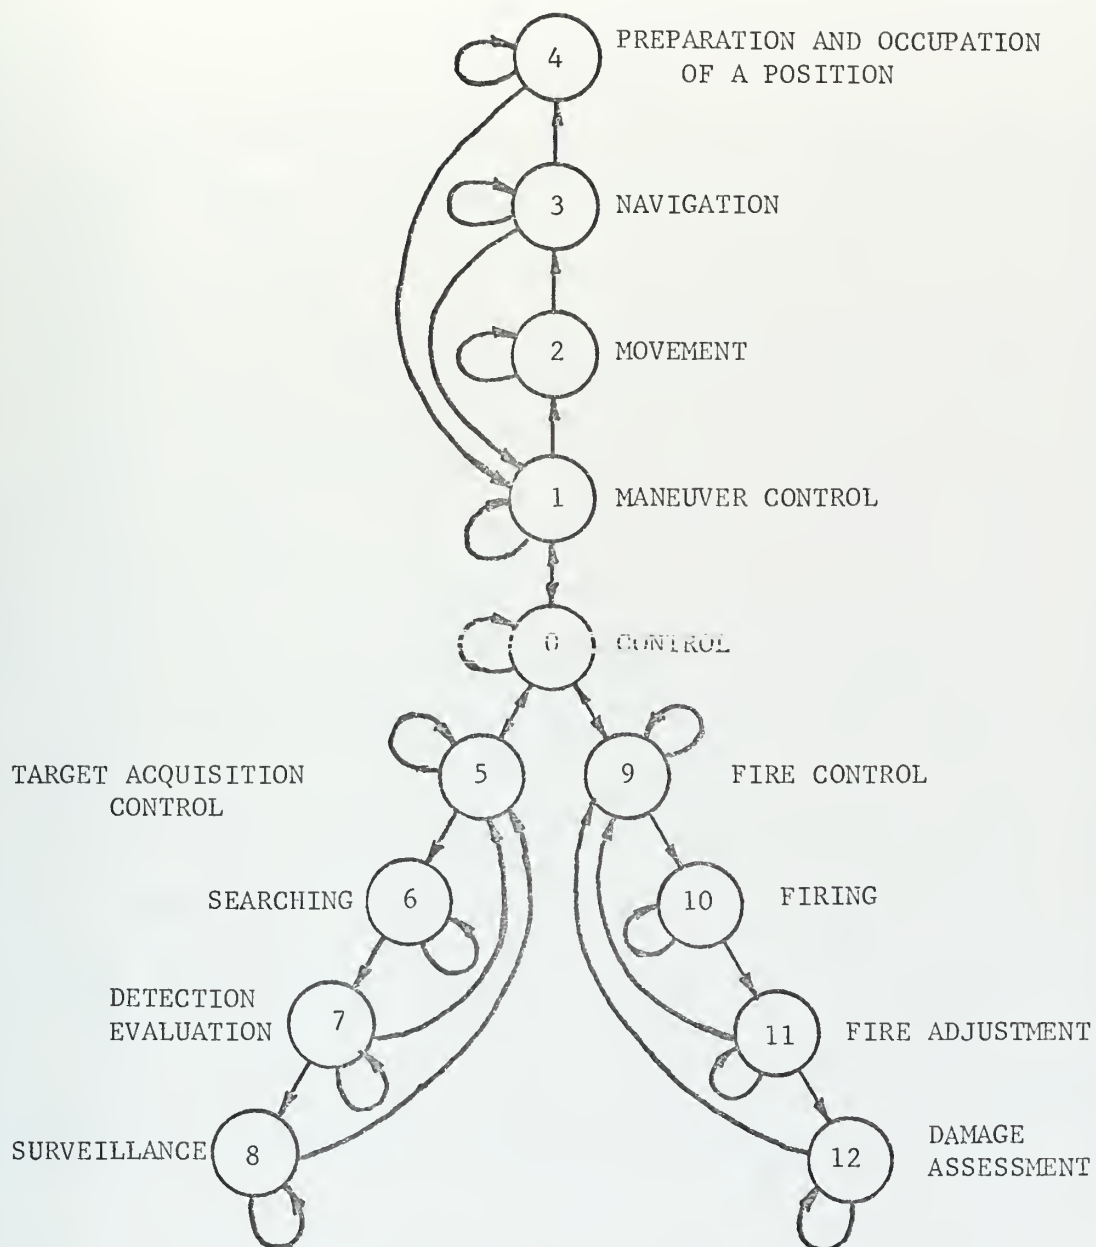 4
PREPARATION AND OCCUPATION
OF A POSITION
3
NAVIGATION
2
MOVEMENT
1
MANEUVER CONTROL
0
CONTROL
TARGET ACQUISITION
CONTROL
5
9
FIRE CONTROL
SEARCHING
6
10
FIRING
DETECTION
EVALUATION
7
11
FIRE ADJUSTMENT
SURVEILLANCE
8
12
DAMAGE
ASSESSMENT